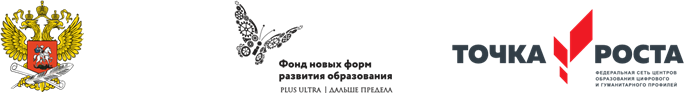 Фонд новых форм
развития образования
PLUS ULTRA | ДАЛЬШЕ ПРЕДЕЛА
ТОЧКА РОСТА
ФЕДЕРАЛЬНАЯ СЕТЬ ЦЕНТРОВ
ОБРАЗОВАНИЯ ЦИФРОВОГО
И ГУМАНИТАРНОГО ПРОФИЛЕЙ